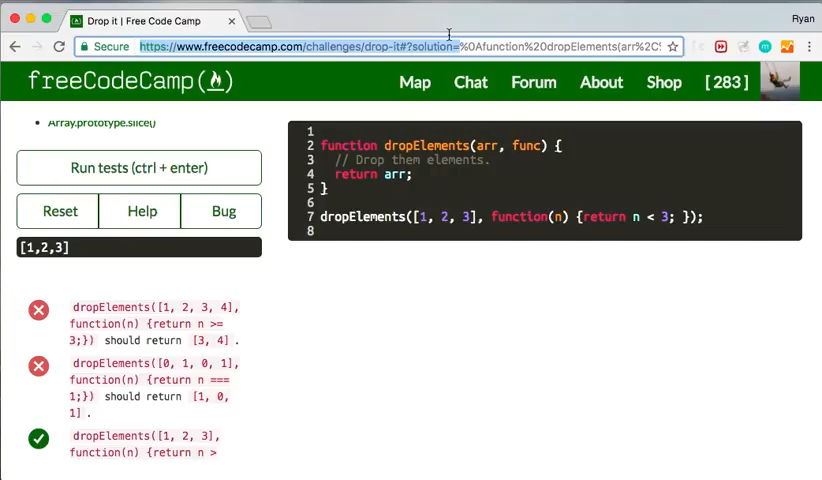 Drop it | Free Code Camp
Ryan
Secure https://www.freecodecamp.com/challenges/drop-it#?solution=%0Afunction%20dropElements(arr%2C%
freeCodeCamp
Map Chat Forum About Shop [ 283 ]
Array.prototype.slice()
Run tests (ctrl + enter)
Reset Help Bug
[1,2,3]
dropElements([1, 2, 3, 4],
function(n) {return n >=
3;}) should return [3, 4].
dropElements([0, 1, 0, 1],
function(n) {return n ===
1;}) should return [1, 0,
1].
dropElements([1, 2, 3],
function(n) {return n >
1
2 function dropElements(arr, func) {
3 // Drop them elements.
4 return arr;
5 }
6
7 dropElements([1, 2, 3], function(n) {return n < 3; });
8